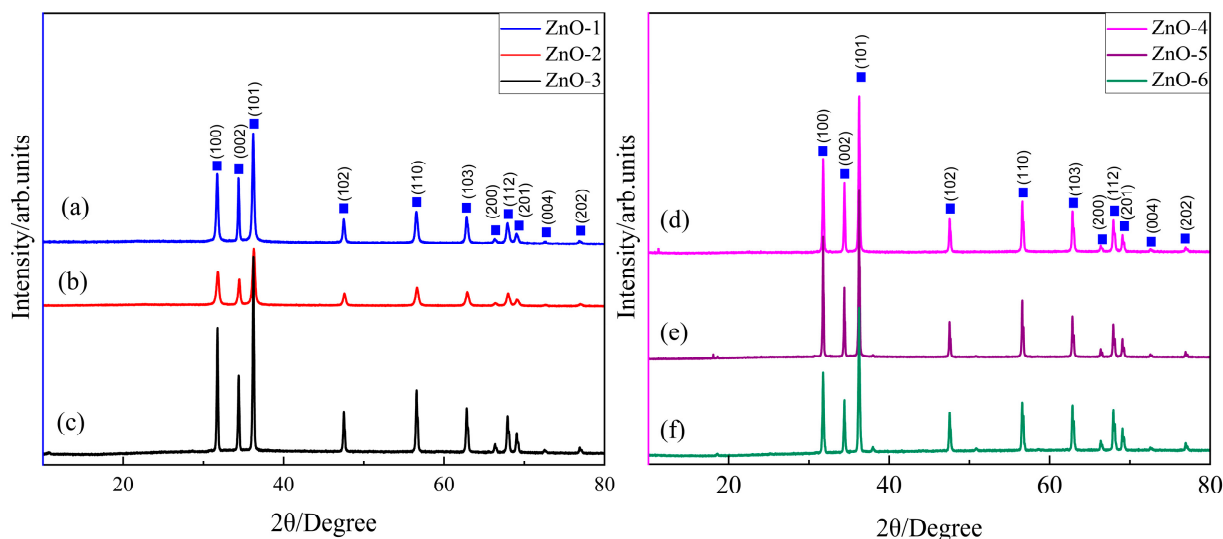 ZnO-1
ZnO-2
ZnO-3
(100)
(002)
(101)
(102)
(110)
(103)
(200)
(112)
(201)
(004)
(202)
(a)
(b)
(c)
Intensity/arb.units
20
40
60
80
2θ/Degree
ZnO-4
ZnO-5
ZnO-6
(100)
(002)
(101)
(102)
(110)
(103)
(200)
(112)
(201)
(004)
(202)
(d)
(e)
(f)
Intensity/arb.units
20
40
60
80
2θ/Degree